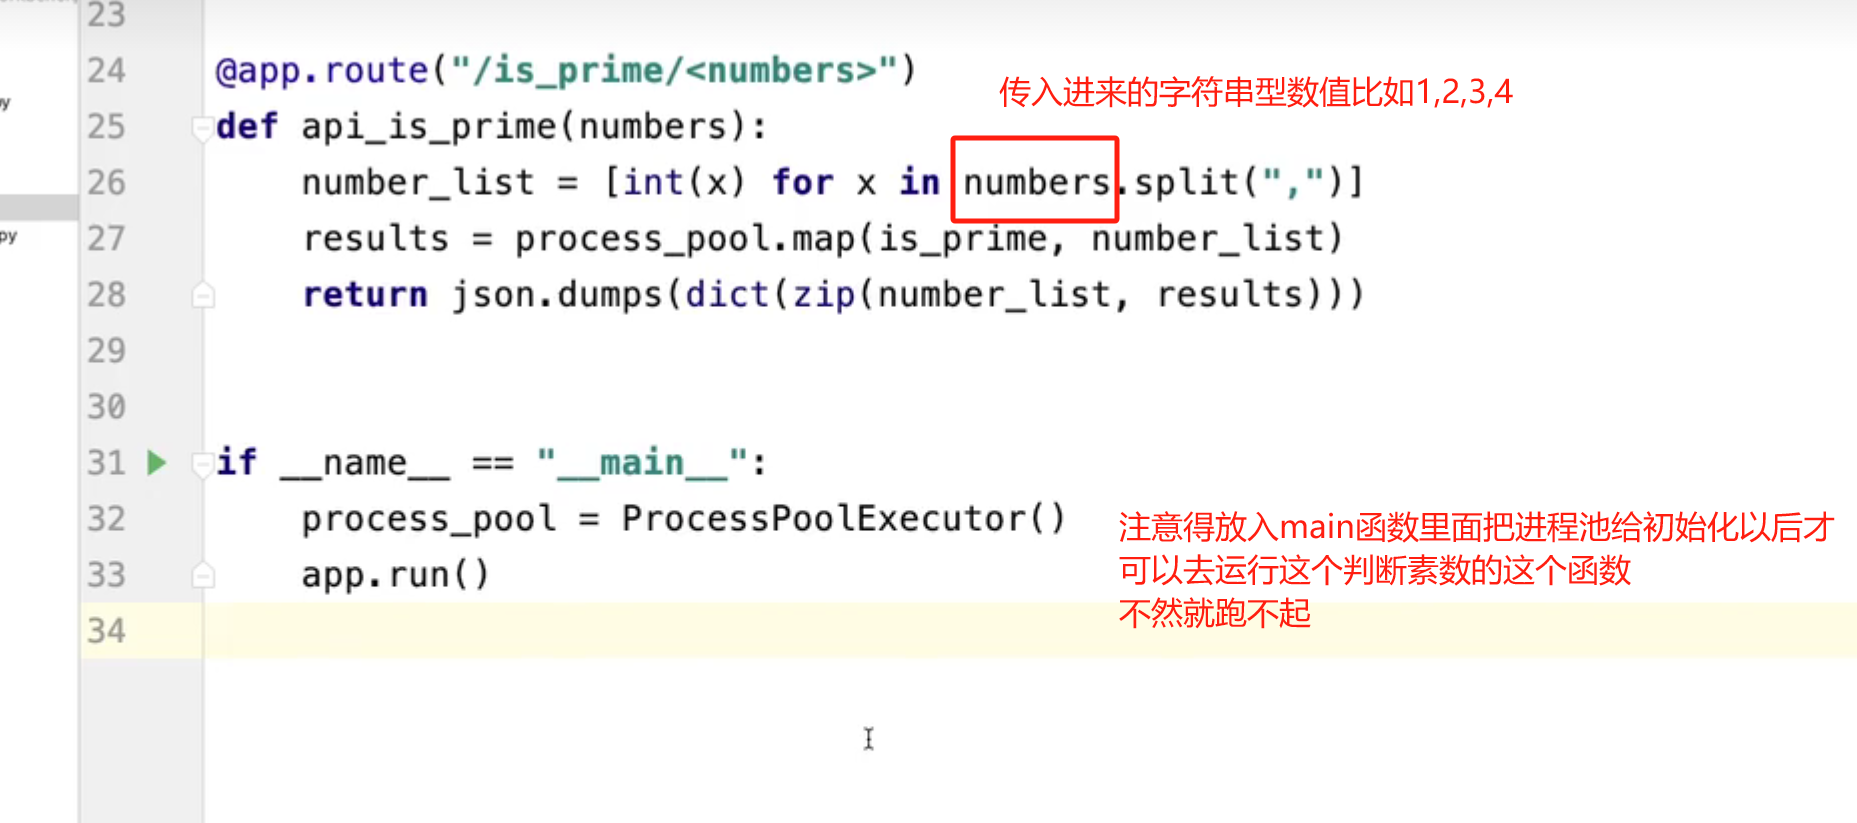 23
24 @app.route("/is_prime/<numbers>")
传入进来的字符串型数值比如1,2,3,4
25 def api_is_prime(numbers):
26 number_list = [int(x) for x in numbers.split(",")]
27 results = process_pool.map(is_prime, number_list)
py
28 return json.dumps(dict(zip(number_list, results)))
29
30
31 if __name__ == "__main__":
32 process_pool = ProcessPoolExecutor()
33 app.run()
注意得放入main函数里面把进程池给初始化以后才
可以去运行这个判断素数的这个函数
不然就跑不起
34